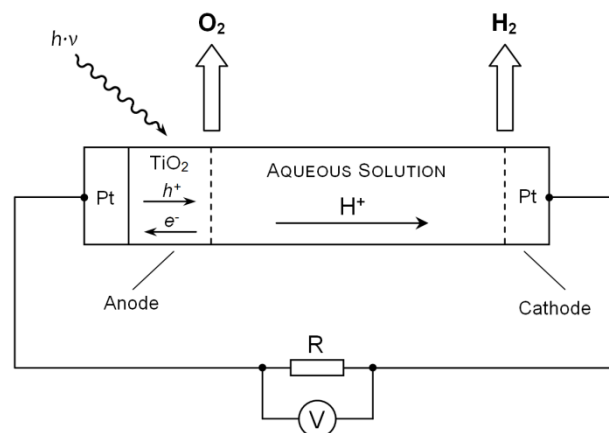 O₂
H₂
h·ν
TiO₂
AQUEOUS SOLUTION
Pt
h⁺
e⁻
H⁺
Pt
Anode
Cathode
R
V